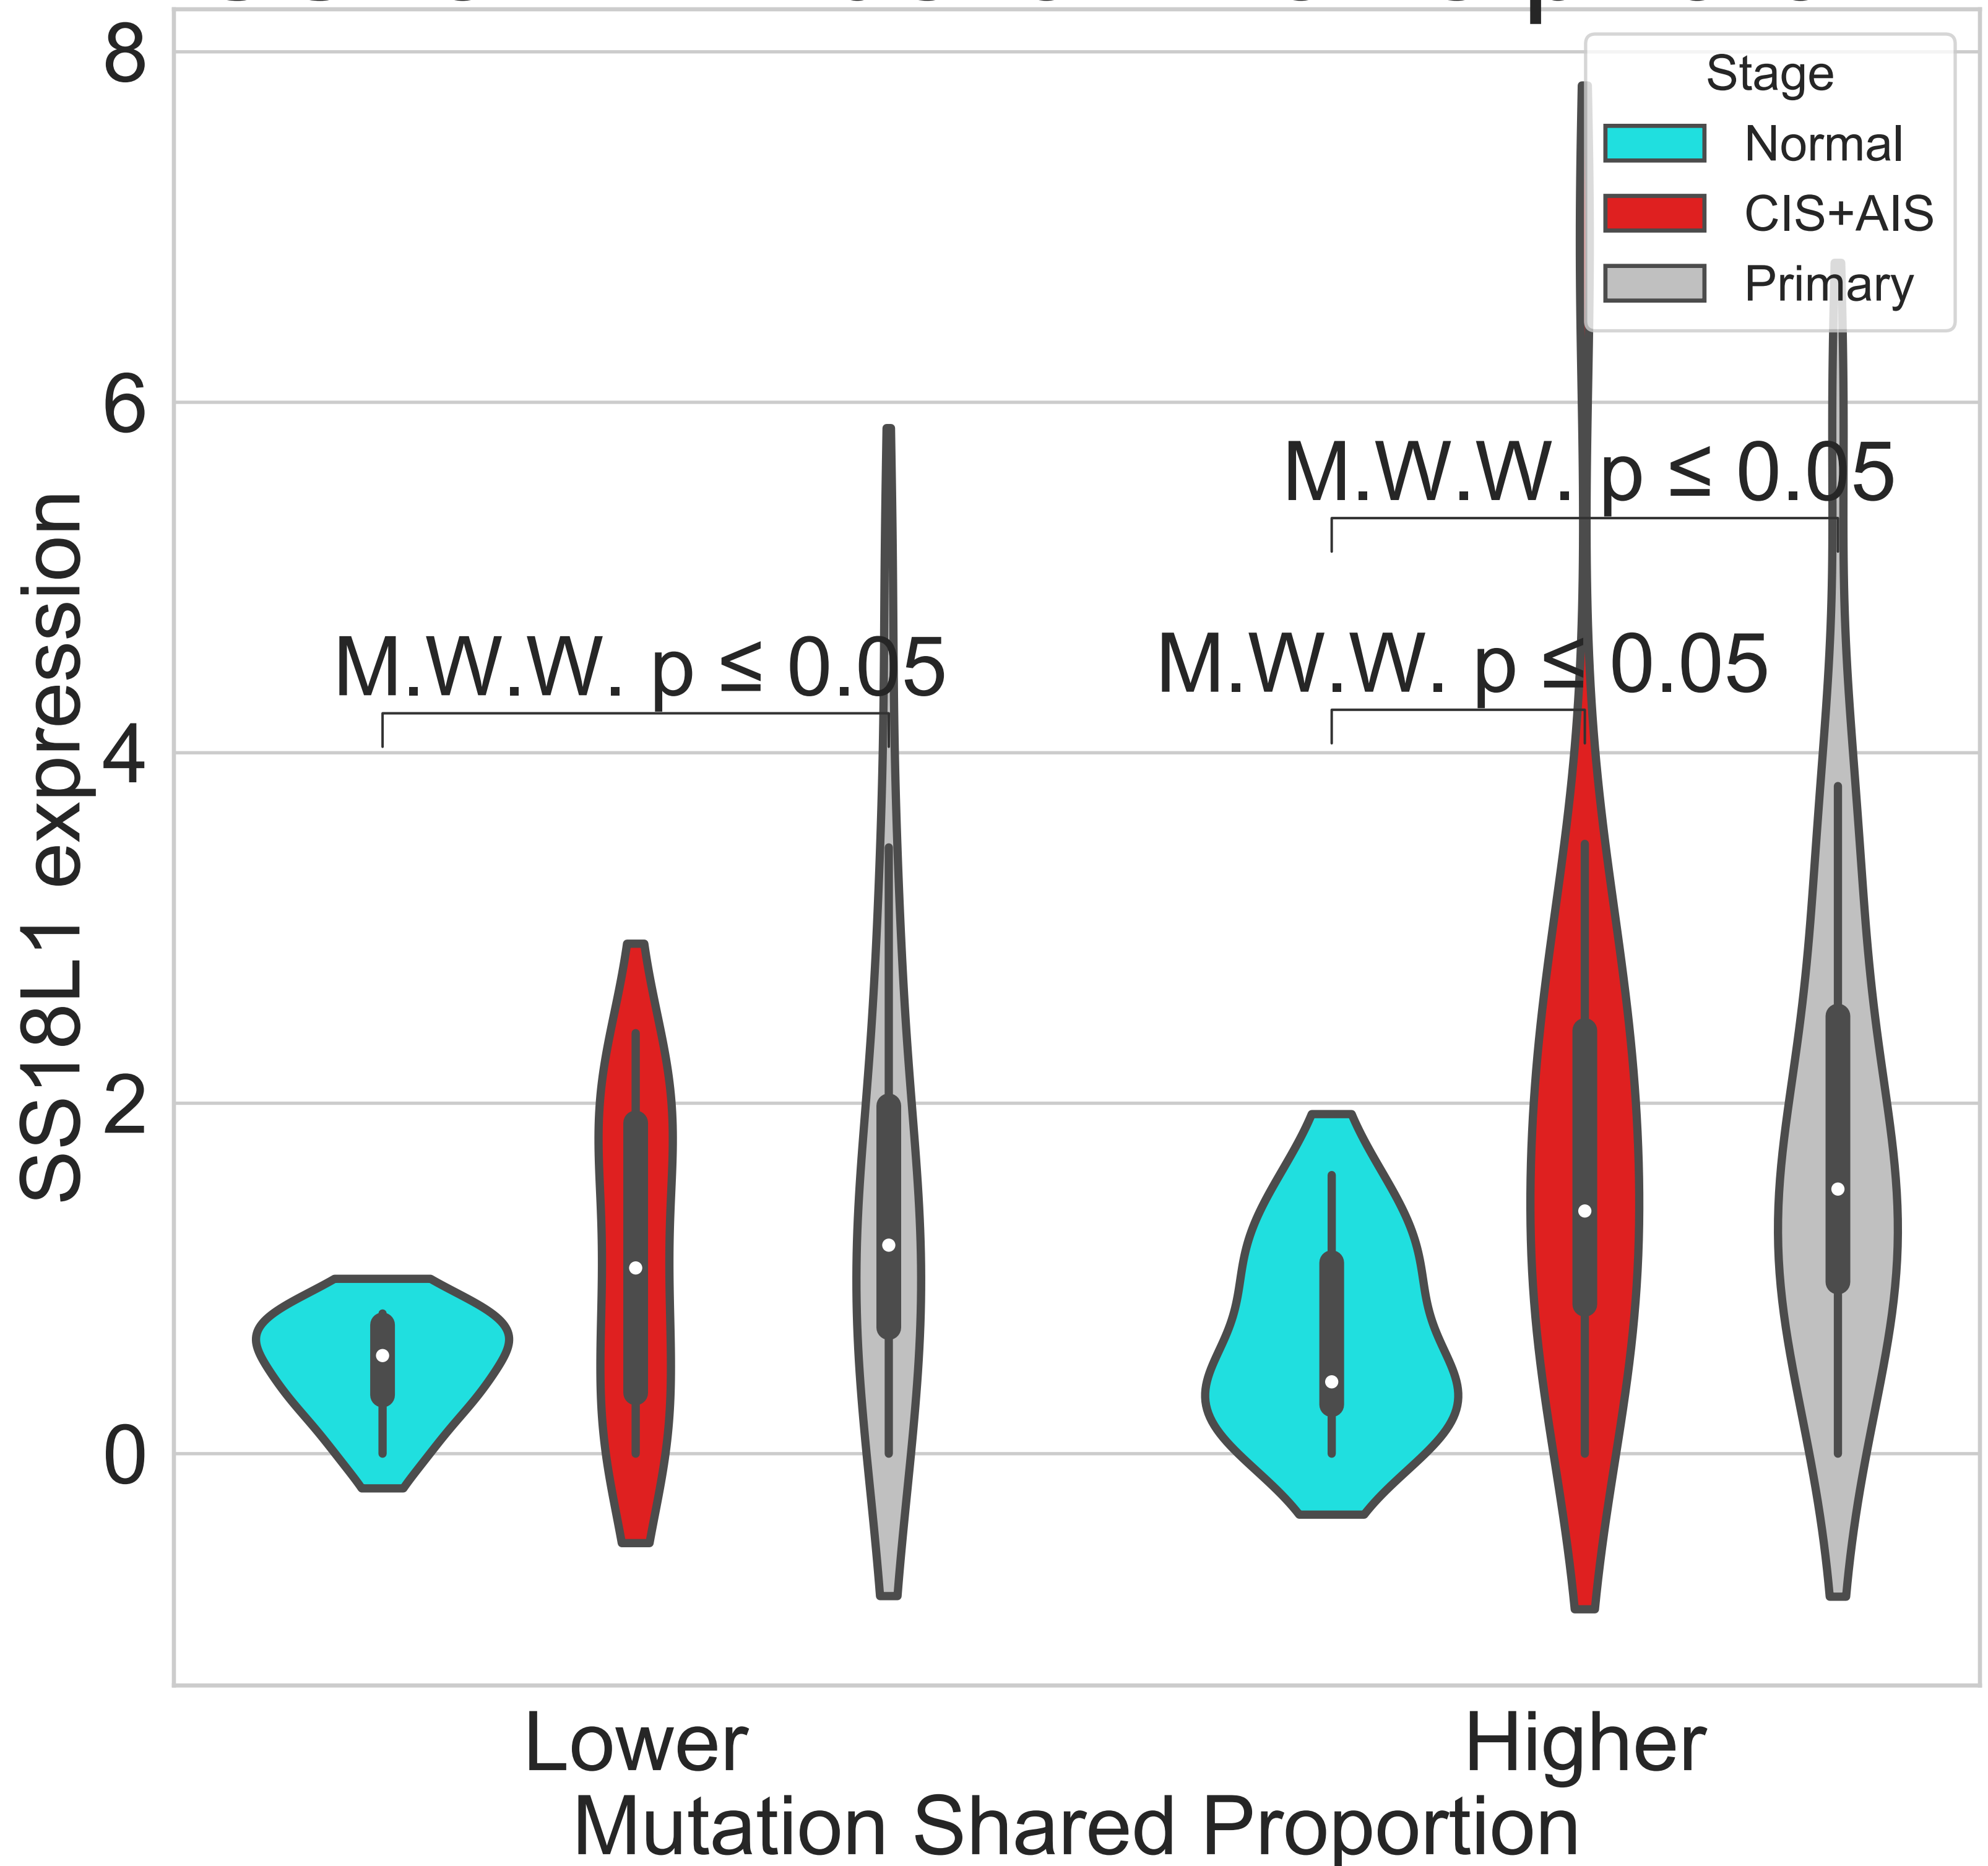 8
6
4
2
0
SS18L1 expression
Stage
Normal
CIS+AIS
Primary
M.W.W. p ≤ 0.05
M.W.W. p ≤ 0.05
M.W.W. p ≤ 0.05
Lower
Higher
Mutation Shared Proportion